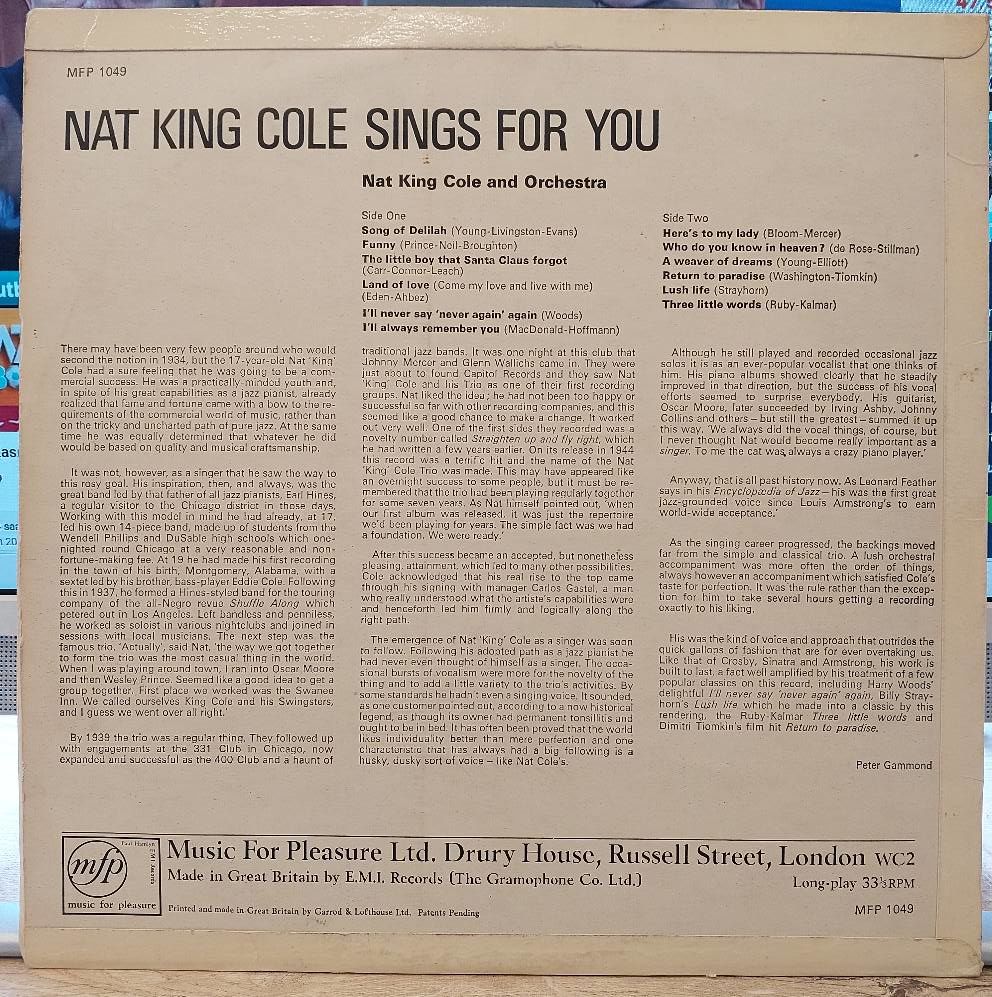 MFP 1049
NAT KING COLE SINGS FOR YOU
Nat King Cole and Orchestra
Side One
Song of Delilah (Young-Livingston-Evans)
Funny (Prince-Neil-Broughton)
The little boy that Santa Claus forgot
(Carr-Connor-Leach)
Land of love (Come my love and live with me)
(Eden-Ahbez)
I'll never say 'never again' again (Woods)
I'll always remember you (MacDonald-Hoffmann)
Side Two
Here's to my lady (Bloom-Mercer)
Who do you know in heaven? (de Rose-Stillman)
A weaver of dreams (Young-Elliott)
Return to paradise (Washington-Tiomkin)
Lush life (Strayhorn)
Three little words (Ruby-Kalmar)
There may have been very few people around who would
second the notion in 1934, but the 17-year-old Nat 'King'
Cole had a sure feeling that he was going to be a com-
mercial success. He was a practically-minded youth and,
in spite of his great capabilities as a jazz pianist, already
realized that fame and fortune came with a bow to the re-
quirements of the commercial world of music, rather than
on the tricky and uncharted path of pure jazz. At the same
time he was equally determined that whatever he did
would be based on quality and musical craftsmanship.
It was not, however, as a singer that he saw the way to
this rosy goal. His inspiration, then, and always, was the
great band led by that father of all jazz pianists, Earl Hines,
a regular visitor to the Chicago district in those days.
Working with this model in mind he had already, at 17,
led his own 14-piece band, made up of students from the
Wendell Phillips and DuSable high schools which one-
nighted round Chicago at a very reasonable and non-
fortune-making fee. At 19 he had made his first recording
in the town of his birth, Montgomery, Alabama, with a
sextet led by his brother, bass-player Eddie Cole. Following
this in 1937, he formed a Hines-styled band for the touring
company of the all-Negro revue Shuffle Along which
petered out in Los Angeles. Left bandless and penniless,
he worked as soloist in various nightclubs and joined in
sessions with local musicians. The next step was the
famous trio. 'Actually', said Nat, 'the way we got together
to form the trio was the most casual thing in the world.
When I was playing around town, I ran into Oscar Moore
and then Wesley Prince. Seemed like a good idea to get a
group together. First place we worked was the Swanee
Inn. We called ourselves King Cole and his Swingsters,
and I guess we went over all right.'
By 1939 the trio was a regular thing. They followed up
with engagements at the 331 Club in Chicago, now
expanded and successful as the 400 Club and a haunt of
traditional jazz bands. It was one night at this club that
Johnny Mercer and Glenn Wallichs came in. They were
just about to found Capitol Records and they saw Nat
'King' Cole and his Trio as one of their first recording
groups. Nat liked the idea; he had not been too happy or
successful so far with other recording companies, and this
seemed like a good chance to make a change. It worked
out very well. One of the first sides they recorded was a
novelty number called Straighten up and fly right, which
he had written a few years earlier. On its release in 1944
this record was a terrific hit and the name of the Nat
'King' Cole Trio was made. This may have appeared like
an overnight success to some people, but it must be re-
membered that the trio had been playing regularly together
for some seven years. As Nat himself pointed out, 'when
our first album was released, it was just the repertoire
we'd been playing for years. The simple fact was we had
a foundation. We were ready.'
After this success became an accepted, but nonetheless
pleasing, attainment, which led to many other possibilities,
Cole acknowledged that his real rise to the top came
through his signing with manager Carlos Gastel, a man
who really understood what the artiste's capabilities were
and henceforth led him firmly and logically along the
right path.
The emergence of Nat 'King' Cole as a singer was soon
to follow. Following his adopted path as a jazz pianist he
had never even thought of himself as a singer. The occa-
sional bursts of vocalism were more for the novelty of the
thing and to add a little variety to the trio's activities. By
some standards he hadn't even a singing voice. It sounded,
as one customer pointed out, according to a now historical
legend, as though its owner had permanent tonsillitis and
ought to be in bed. It has often been proved that the world
likes individuality better than mere perfection and one
characteristic that has always had a big following is a
husky, dusky sort of voice – like Nat Cole's.
Although he still played and recorded occasional jazz
solos it is as an ever-popular vocalist that one thinks of
him. His piano albums showed clearly that he steadily
improved in that direction, but the success of his vocal
efforts seemed to surprise everybody. His guitarist,
Oscar Moore, later succeeded by Irving Ashby, Johnny
Collins and others – but still the greatest – summed it up
this way. 'We always did the vocal things, of course, but
I never thought Nat would become really important as a
singer. To me the cat was always a crazy piano player.'
Anyway, that is all past history now. As Leonard Feather
says in his Encyclopædia of Jazz – his was the first great
jazz-ground voice since Louis Armstrong's to earn
world-wide acceptance.'
As the singing career progressed, the backings moved
far from the simple and classical trio. A lush orchestral
accompaniment was more often the order of things,
always however an accompaniment which satisfied Cole's
taste for perfection. It was the rule rather than the excep-
tion for him to take several hours getting a recording
exactly to his liking.
His was the kind of voice and approach that outrides the
quick gallops of fashion that are for ever overtaking us.
Like that of Crosby, Sinatra and Armstrong, his work is
built to last, a fact well amplified by his treatment of a few
popular classics on this record, including Harry Woods'
delightful I'll never say 'never again' again, Billy Stray-
horn's Lush life which he made into a classic by this
rendering, the Ruby-Kalmar Three little words and
Dimitri Tiomkin's film hit Return to paradise.
Peter Gammond
mfp
Paul Hamlyn
E.M.I. Records
music for pleasure
Music For Pleasure Ltd. Drury House, Russell Street, London WC2
Made in Great Britain by E.M.I. Records (The Gramophone Co. Ltd.)
Long-play 33⅓RPM
Printed and made in Great Britain by Garrod & Lofthouse Ltd. Patents Pending
MFP 1049